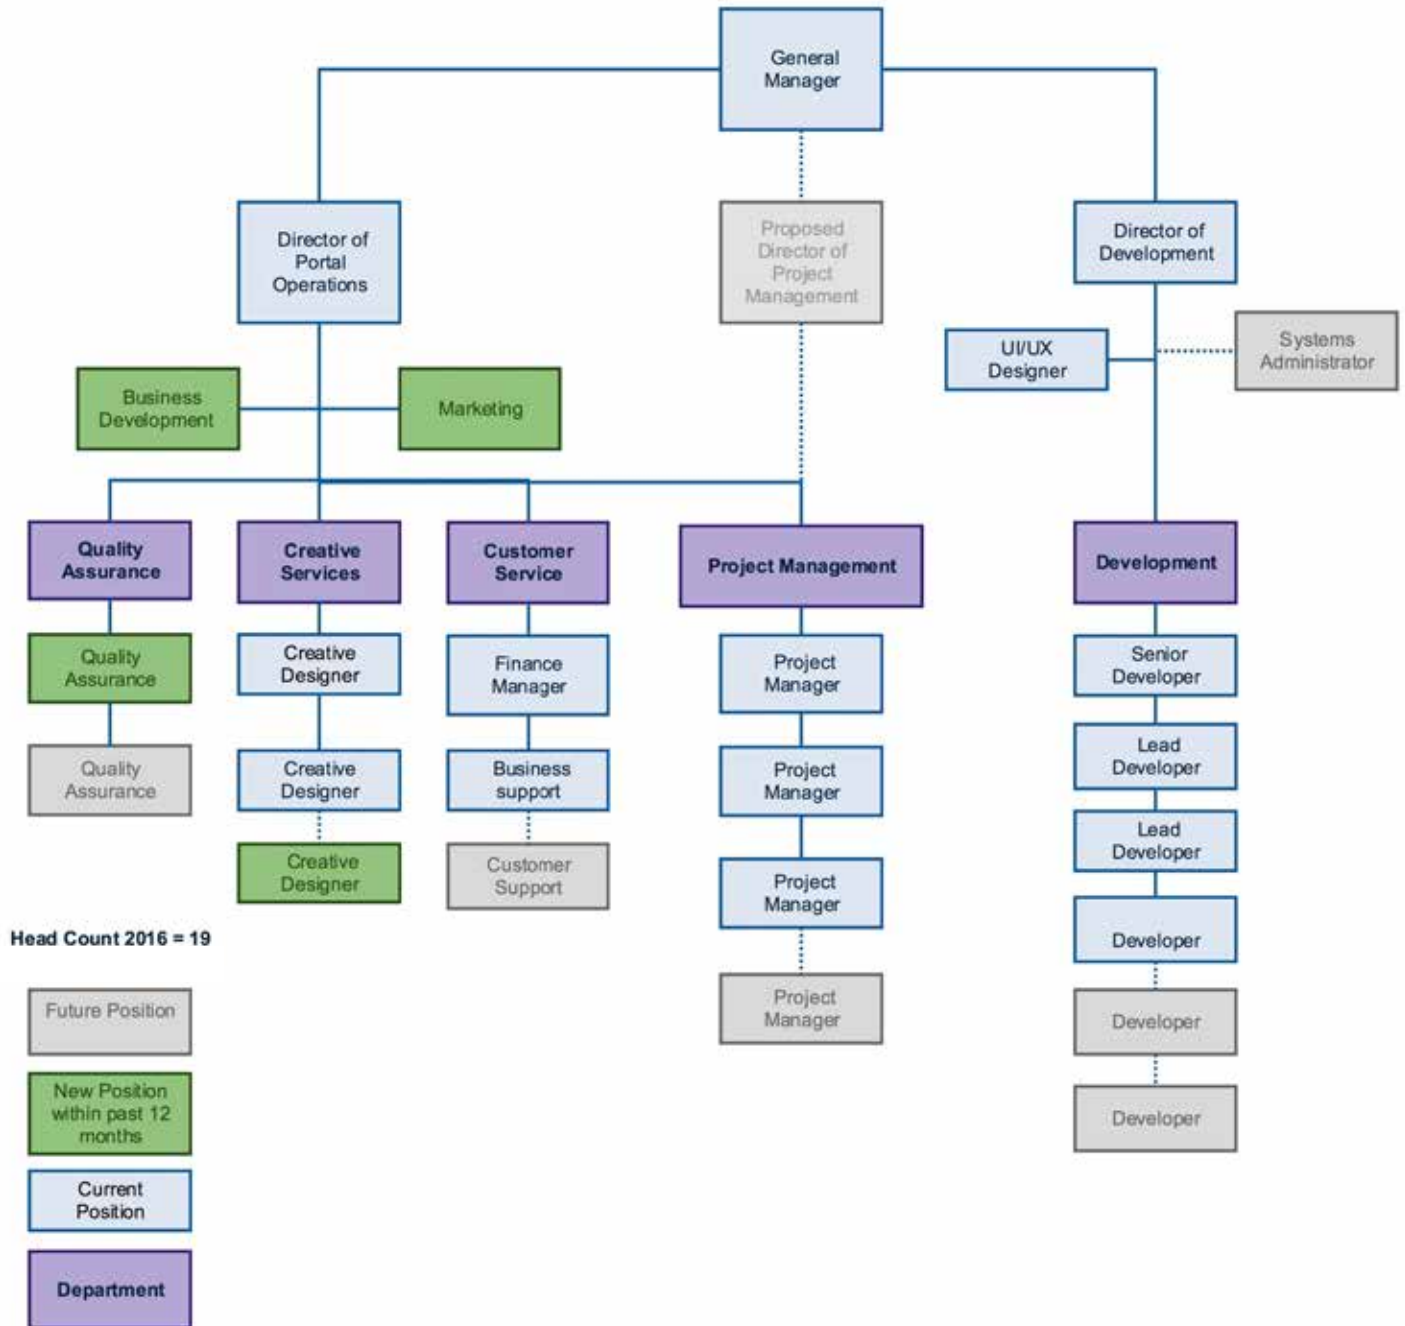 General
Manager
Director of
Portal
Operations
Proposed
Director of
Project
Management
Director of
Development
UI/UX
Designer
Systems
Administrator
Business
Development
Marketing
Quality
Assurance
Creative
Services
Customer
Service
Project Management
Development
Quality
Assurance
Creative
Designer
Finance
Manager
Project
Manager
Senior
Developer
Quality
Assurance
Creative
Designer
Business
support
Project
Manager
Lead
Developer
Creative
Designer
Customer
Support
Project
Manager
Lead
Developer
Developer
Project
Manager
Developer
Developer
Head Count 2016 = 19
Future Position
New Position
within past 12
months
Current
Position
Department